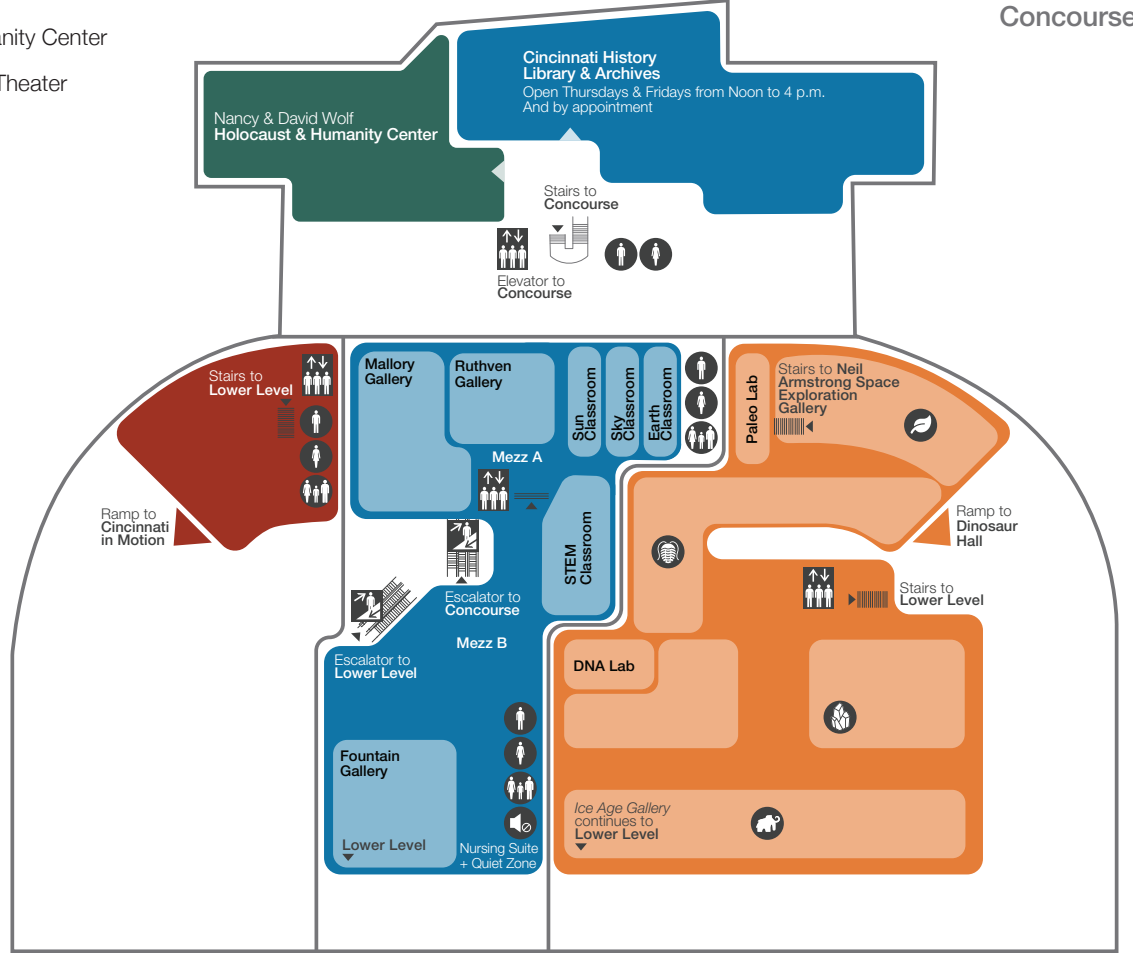 Concourse
anity Center
Theater
Cincinnati History
Library & Archives
Open Thursdays & Fridays from Noon to 4 p.m.
And by appointment
Nancy & David Wolf
Holocaust & Humanity Center
Stairs to
Concourse
Elevator to
Concourse
Stairs to
Lower Level
Ramp to
Cincinnati
in Motion
Mallory
Gallery
Ruthven
Gallery
Sun
Classroom
Sky
Classroom
Earth
Classroom
Mezz A
STEM
Classroom
Escalator to
Concourse
Mezz B
Escalator to
Lower Level
Fountain
Gallery
Lower Level
Nursing Suite
+ Quiet Zone
Paleo Lab
Stairs to Neil
Armstrong Space
Exploration
Gallery
Ramp to
Dinosaur
Hall
Stairs to
Lower Level
DNA Lab
Ice Age Gallery
continues to
Lower Level